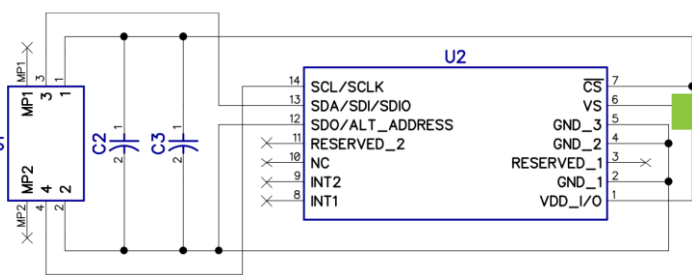 U2
MP1
3
1
MP1
3
1
MP2
4
2
MP2
4
2
C2
1
2
C3
1
2
14 SCL/SCLK
13 SDA/SDI/SDIO
12 SDO/ALT_ADDRESS
11 RESERVED_2
10 NC
9 INT2
8 INT1
CS 7
VS 6
GND_3 5
GND_2 4
RESERVED_1 3
GND_1 2
VDD_I/O 1